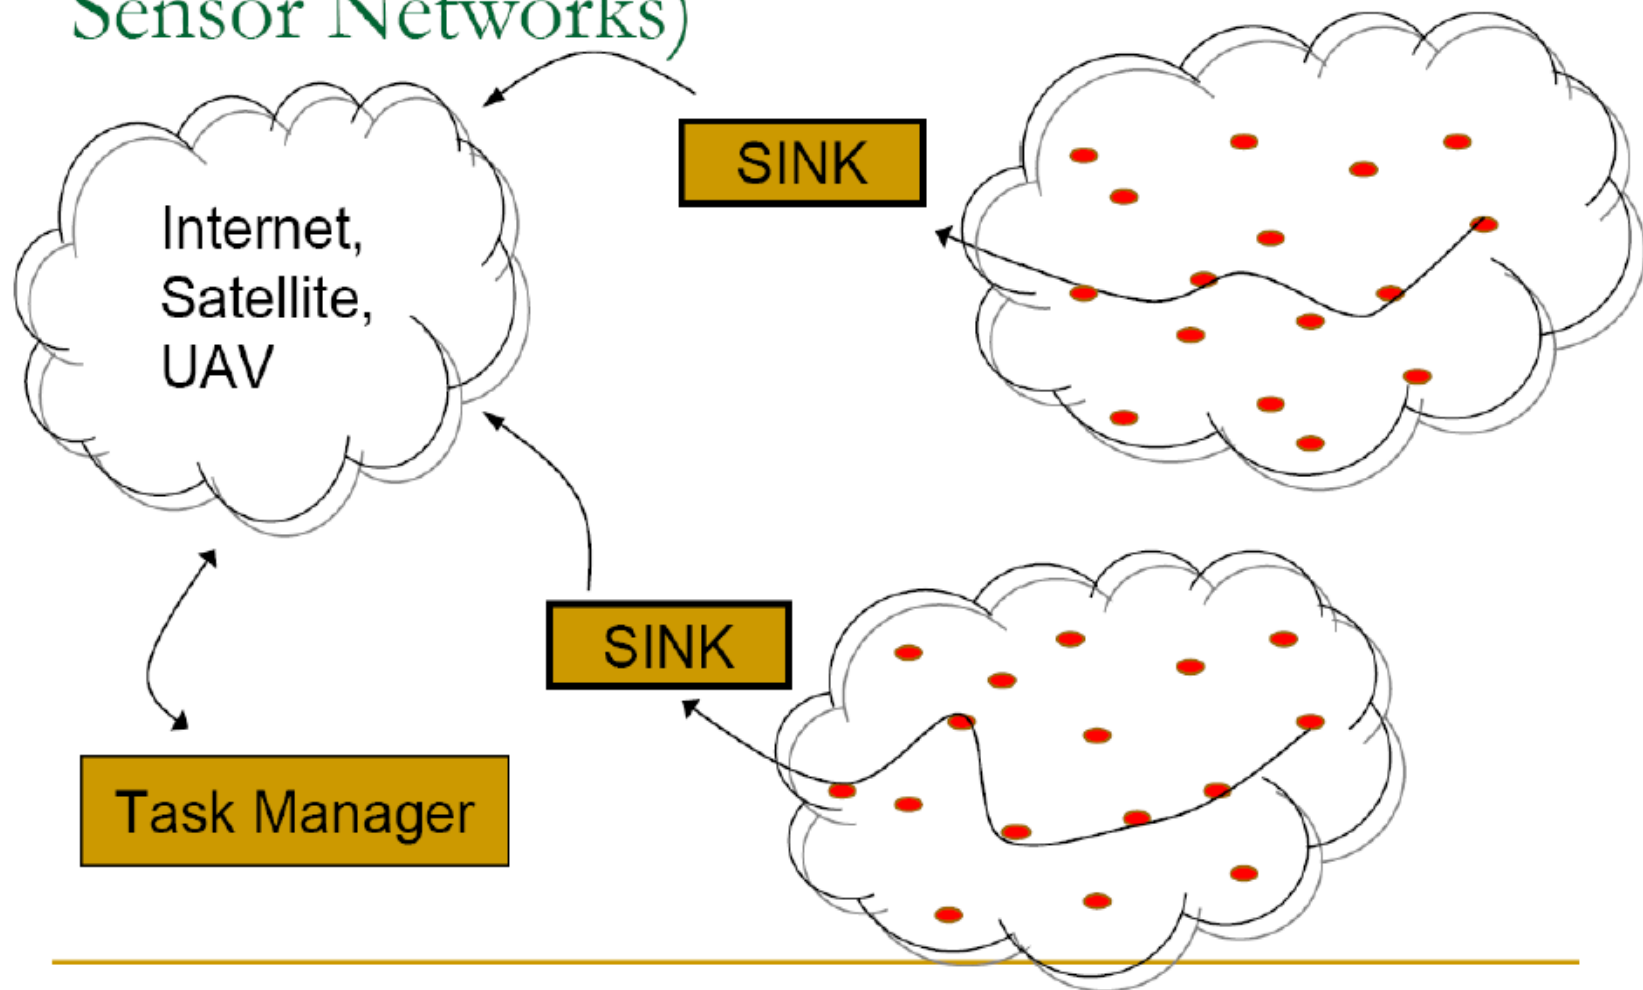 Sensor Networks)
SINK
Internet,
Satellite,
UAV
SINK
Task Manager